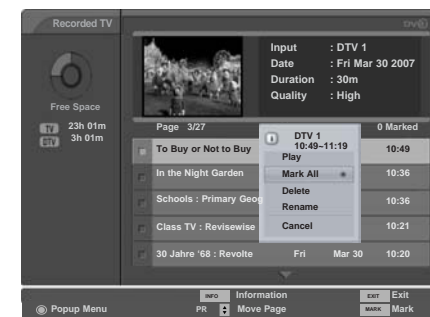 Recorded TV
DV
Input : DTV 1
Date : Fri Mar 30 2007
Duration : 30m
Quality : High
Free Space
TV 23h 01m
DTV 3h 01m
Page 3/27
0 Marked
DTV 1
10:49~11:19
Play
Mark All
Delete
Rename
Cancel
To Buy or Not to Buy 10:49
In the Night Garden 10:36
Schools : Primary Geog 10:36
Class TV : Revisewise 10:21
30 Jahre '68 : Revolte Fri Mar 30 10:20
INFO Information EXIT Exit
Popup Menu PR Move Page MARK Mark